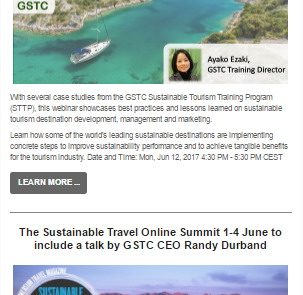 GSTC
Ayako Ezaki,
GSTC Training Director
With several case studies from the GSTC Sustainable Tourism Training Program
(STTP), this webinar showcases best practices and lessons learned on sustainable
tourism destination development, management and marketing.
Learn how some of the world's leading sustainable destinations are implementing
concrete steps to improve sustainability performance and to achieve tangible benefits
for the tourism industry. Date and Time: Mon, Jun 12, 2017 4:30 PM - 5:30 PM CEST
LEARN MORE ...
The Sustainable Travel Online Summit 1-4 June to
include a talk by GSTC CEO Randy Durband
TRAVEL MAGAZINE
SUSTAINABLE